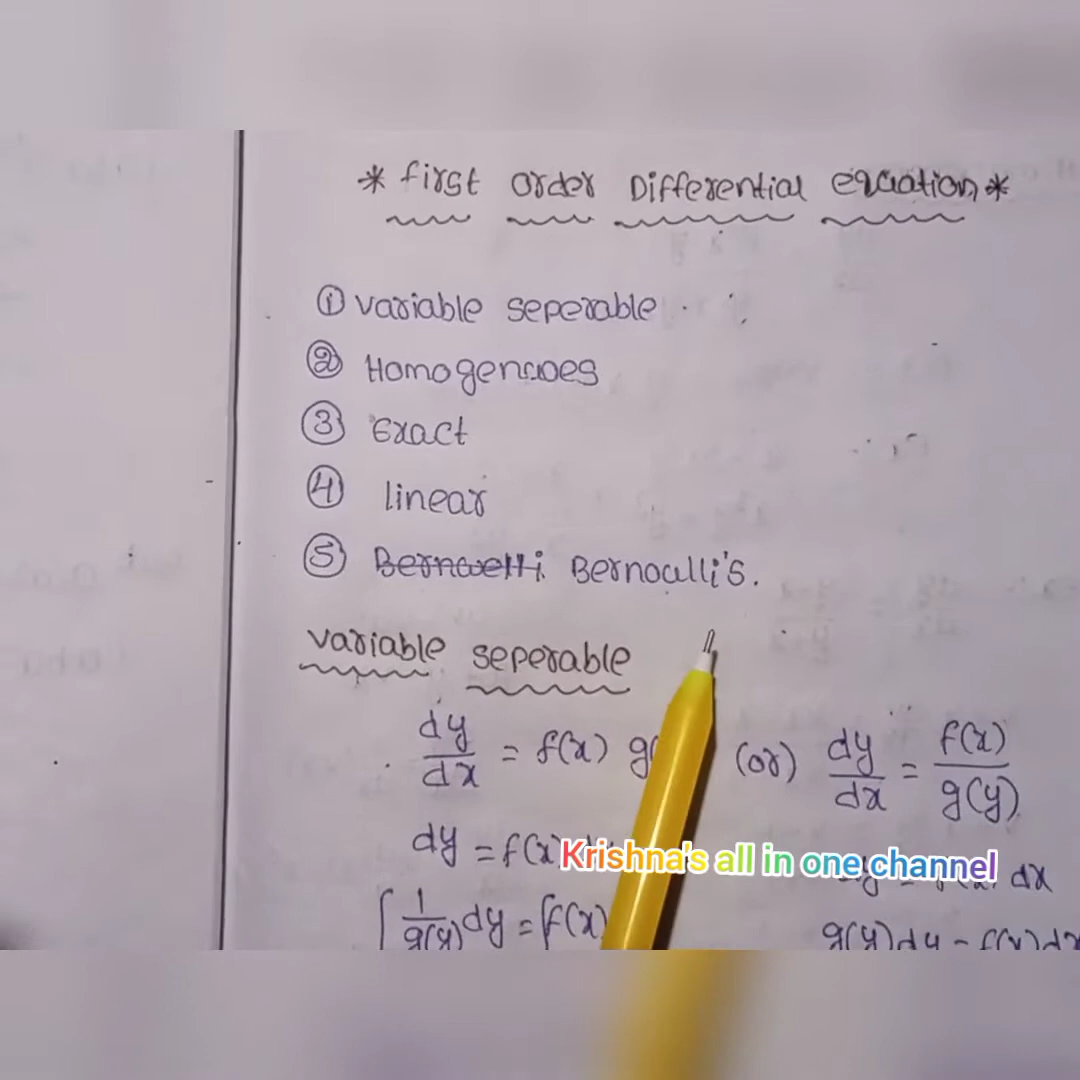 * first order Differential equation *
① variable seperable
② Homogeneoes
③ Exact
④ linear
⑤ Bernoulli's.
variable seperable
dy/dx = f(x) g( (or) dy/dx = f(x)/g(y)
dy = f(x) dx
Krishna's all in one channel
∫ 1/g(y) dy = ∫f(x) g(y)dy = f(x)dx